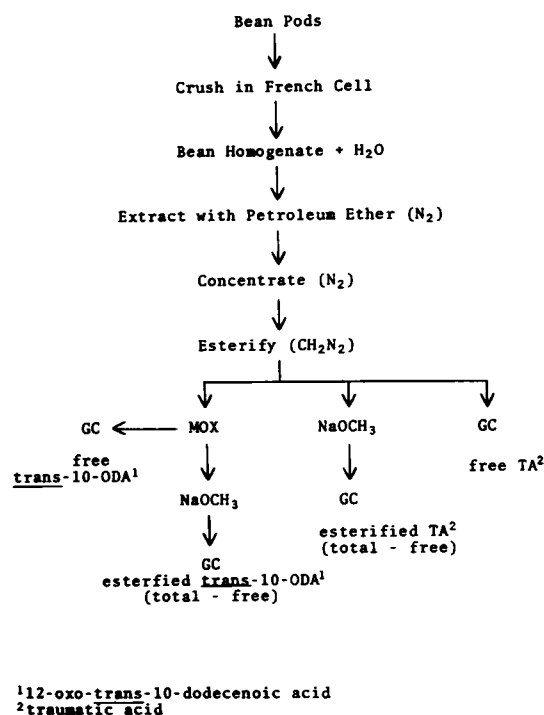 Bean Pods
Crush in French Cell
Bean Homogenate + H₂O
Extract with Petroleum Ether (N₂)
Concentrate (N₂)
Esterify (CH₂N₂)
GC MOX NaOCH₃ GC
free
trans-10-ODA¹
free TA²
NaOCH₃ GC
esterified TA²
(total - free)
GC
esterfied trans-10-ODA¹
(total - free)
¹12-oxo-trans-10-dodecenoic acid
²traumatic acid